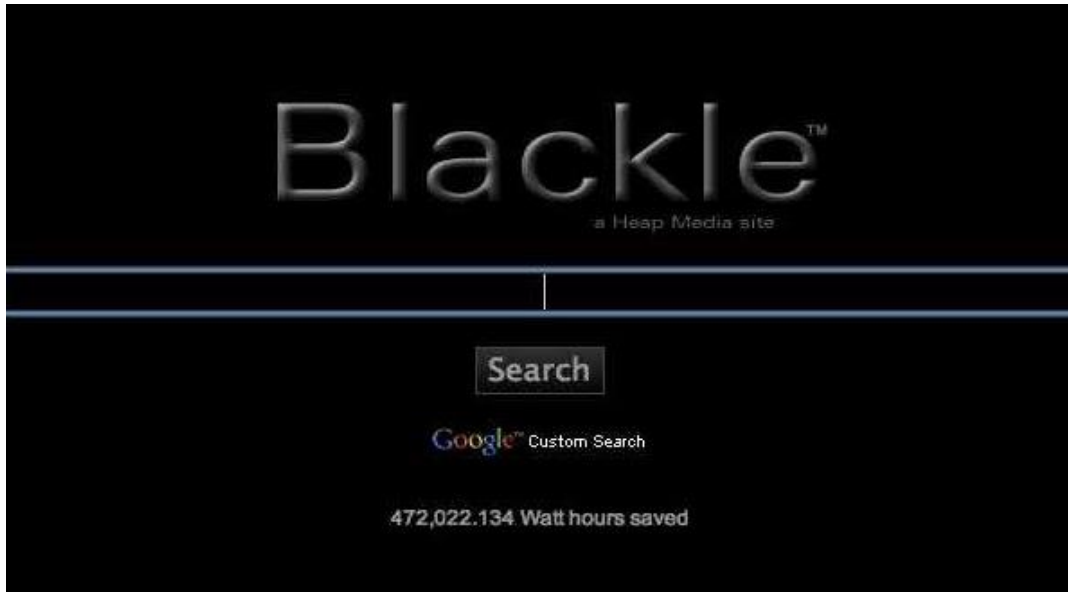 Blackle™
a Heap Media site
Search
Google™ Custom Search
472,022.134 Watt hours saved